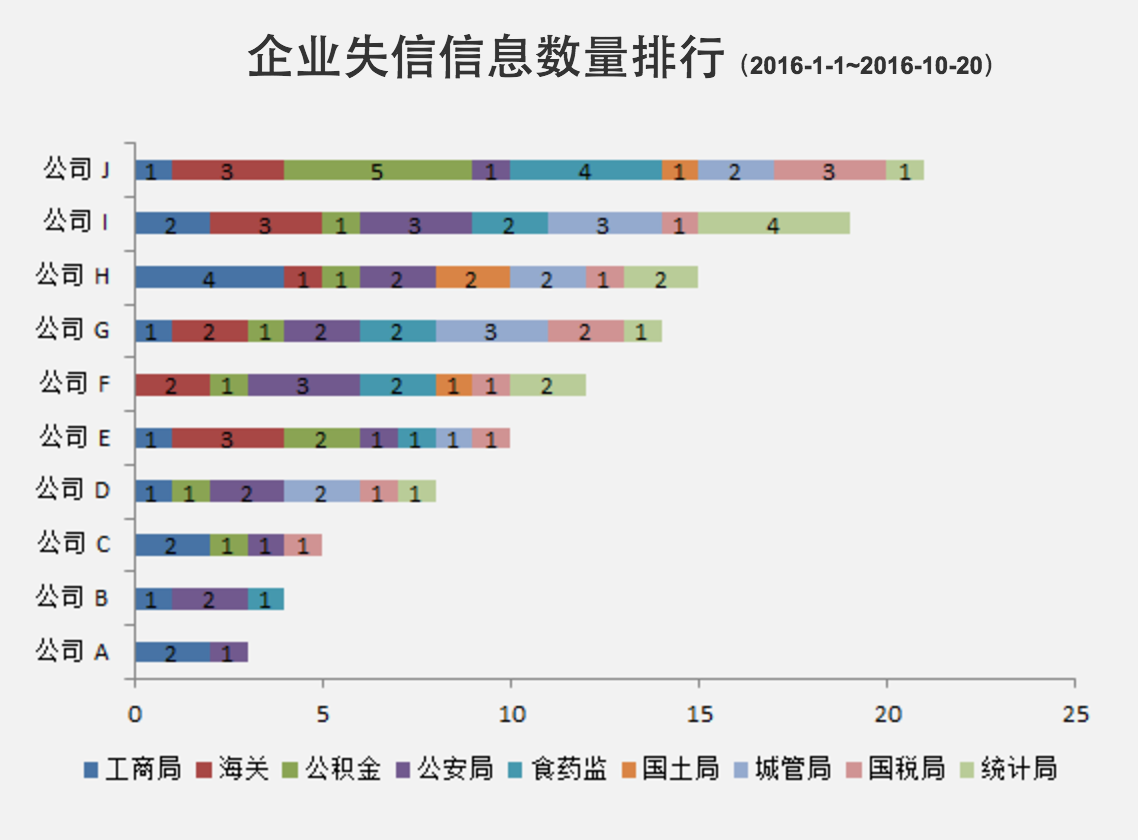 企业失信信息数量排行（2016-1-1~2016-10-20）
公司 J 1 3 5 1 4 1 2 3 1
公司 I 2 3 1 3 2 3 1 4
公司 H 4 1 1 2 2 2 1 2
公司 G 1 2 1 2 2 3 2 1
公司 F 2 1 3 2 1 1 2
公司 E 1 3 2 1 1 1 1
公司 D 1 1 2 2 1 1
公司 C 2 1 1 1
公司 B 1 2 1
公司 A 2 1
0 5 10 15 20 25
工商局 海关 公积金 公安局 食药监 国土局 城管局 国税局 统计局